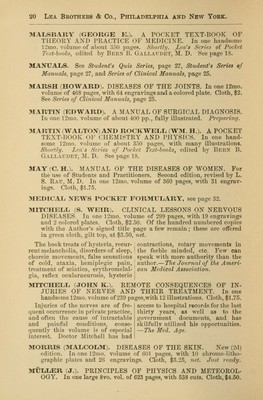 20 LEA BROTHERS & CO., PHILADELPHIA AND NEW YORK.
MALSBARY (GEORGE E.). A POCKET TEXT-BOOK OF
THEORY AND PRACTICE OF MEDICINE. In one handsome
12mo. volume of about 350 pages. Shortly. Lea's Series of Pocket
Text-books, edited by BERN B. GALLAUDET, M. D. See page 18.
MANUALS. See Student's Quiz Series, page 27, Student's Series of
Manuals, page 27, and Series of Clinical Manuals, page 25.
MARSH (HOWARD). DISEASES OF THE JOINTS. In one 12mo.
volume of 468 pages, with 64 engravings and a colored plate. Cloth, $2.
See Series of Clinical Manuals, page 25.
MARTIN (EDWARD). A MANUAL OF SURGICAL DIAGNOSIS.
In one 12mo. volume of about 400 pp., fully illustrated. Preparing.
MARTIN (WALTON) AND ROCKWELL (WM. H.). A POCKET
TEXT-BOOK OF CHEMISTRY AND PHYSICS. In one hand-
some 12mo. volume of about 350 pages, with many illustrations.
Shortly. Lea's Series of Pocket Text-books, edited by BERN B.
GALLAUDET, M. D. See page 18.
MAY (C. H.). MANUAL OF THE DISEASES OF WOMEN. For
the use of Students and Practitioners. Second edition, revised by L.
S. RAU, M. D. In one 12mo. volume of 360 pages, with 31 engrav-
ings. Cloth, $1.75.
MEDICAL NEWS POCKET FORMULARY, see page 32.
MITCHELL (S. WEIR). CLINICAL LESSONS ON NERVOUS
DISEASES. In one 12mo. volume of 299 pages, with 19 engravings
and 2 colored plates. Cloth, $2.50. Of the hundred numbered copies
with the Author's signed title page a few remain; these are offered
in green cloth, gilt top, at $3.50, net.
The book treats of hysteria, recur-
rent melancholia, disorders of sleep,
choreic movements, false sensations
of cold, ataxia, hemiplegic pain,
treatment of sciatica, erythromelal-
gia, reflex ocularneurosis, hysteric
contractions, rotary movements in
the feeble minded, etc. Few can
speak with more authority than the
author.—The Journal of the Ameri-
can Medical Association.
MITCHELL (JOHN K.). REMOTE CONSEQUENCES OF IN-
JURIES OF NERVES AND THEIR TREATMENT. In one
handsome 12mo. volume of 239 pages, with 12 illustrations. Cloth, $1.75.
Injuries of the nerves are of fre-
quent occurrence in private practice,
and often the cause of intractable
and painful conditions, conse-
quently this volume is of especial
interest. Doctor Mitchell has had
access to hospital records for the last
thirty years, as well as to the
government documents, and has
skilfully utilized his opportunities.
—The Med. Age.
MORRIS (MALCOLM). DISEASES OF THE SKIN. New (2d)
edition. In one 12mo. volume of 601 pages, with 10 chromo-litho-
graphic plates and 26 engravings. Cloth, $3.25, net. Just ready.
MÜLLER (J.). PRINCIPLES OF PHYSICS AND METEOROL-
OGY. In one large 8vo. vol. of 623 pages, with 538 cuts. Cloth, $4.50.